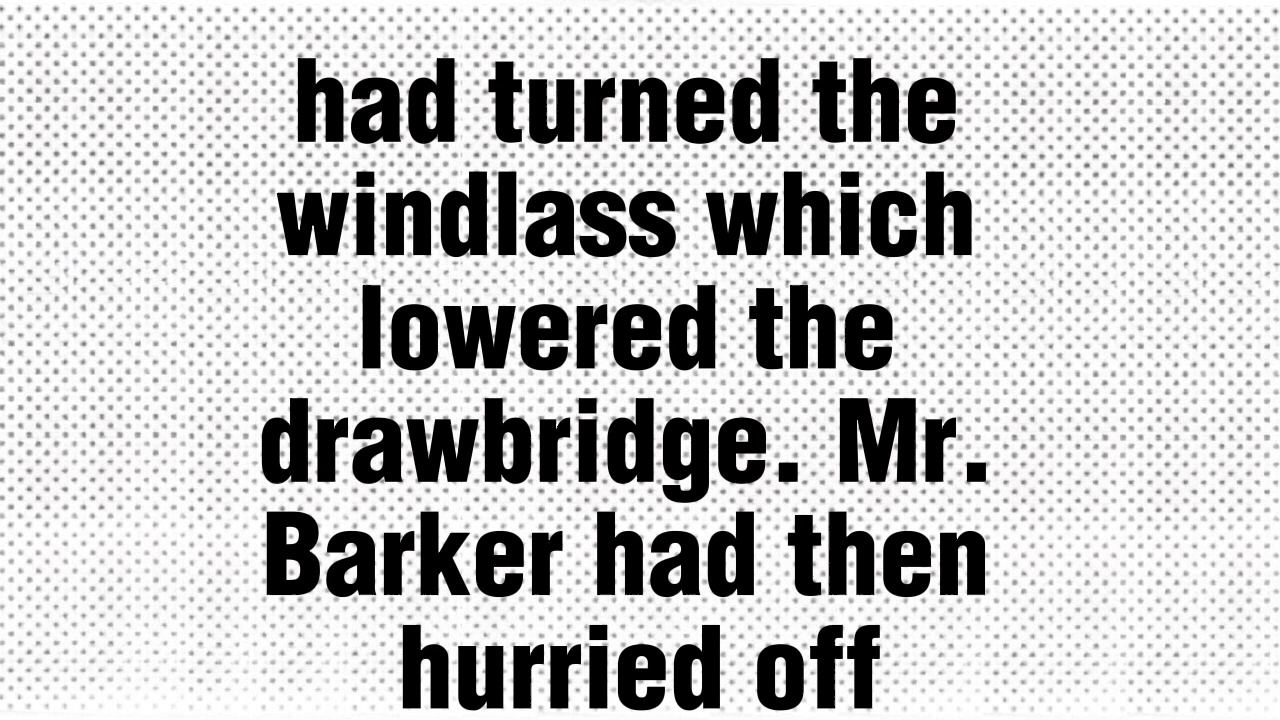 had turned the
windlass which
lowered the
drawbridge. Mr.
Barker had then
hurried off